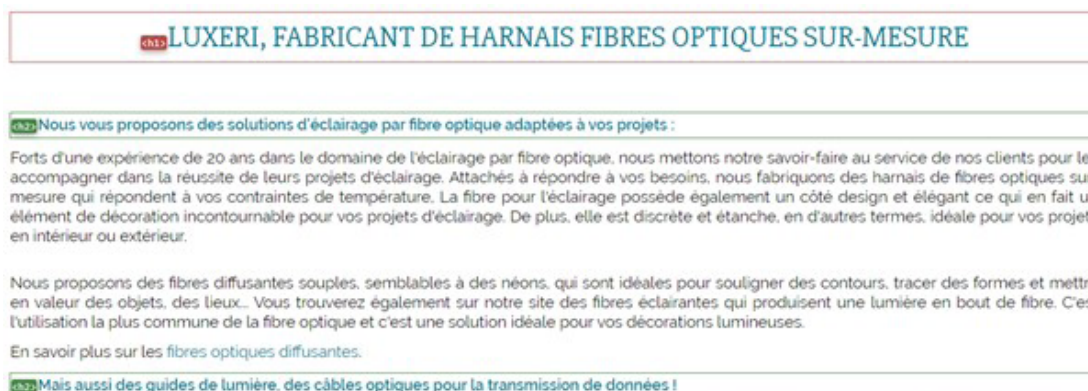 <h1>LUXERI, FABRICANT DE HARNAIS FIBRES OPTIQUES SUR-MESURE
<h2>Nous vous proposons des solutions d'éclairage par fibre optique adaptées à vos projets :
Forts d'une expérience de 20 ans dans le domaine de l'éclairage par fibre optique, nous mettons notre savoir-faire au service de nos clients pour le
accompagner dans la réussite de leurs projets d'éclairage. Attachés à répondre à vos besoins, nous fabriquons des harnais de fibres optiques sur
mesure qui répondent à vos contraintes de température. La fibre pour l'éclairage possède également un côté design et élégant ce qui en fait u
élément de décoration incontournable pour vos projets d'éclairage. De plus, elle est discrète et étanche, en d'autres termes, idéale pour vos projet
en intérieur ou extérieur.
Nous proposons des fibres diffusantes souples, semblables à des néons, qui sont idéales pour souligner des contours, tracer des formes et mettr
en valeur des objets, des lieux... Vous trouverez également sur notre site des fibres éclairantes qui produisent une lumière en bout de fibre. C'es
l'utilisation la plus commune de la fibre optique et c'est une solution idéale pour vos décorations lumineuses.
En savoir plus sur les fibres optiques diffusantes.
<h2>Mais aussi des guides de lumière, des câbles optiques pour la transmission de données !